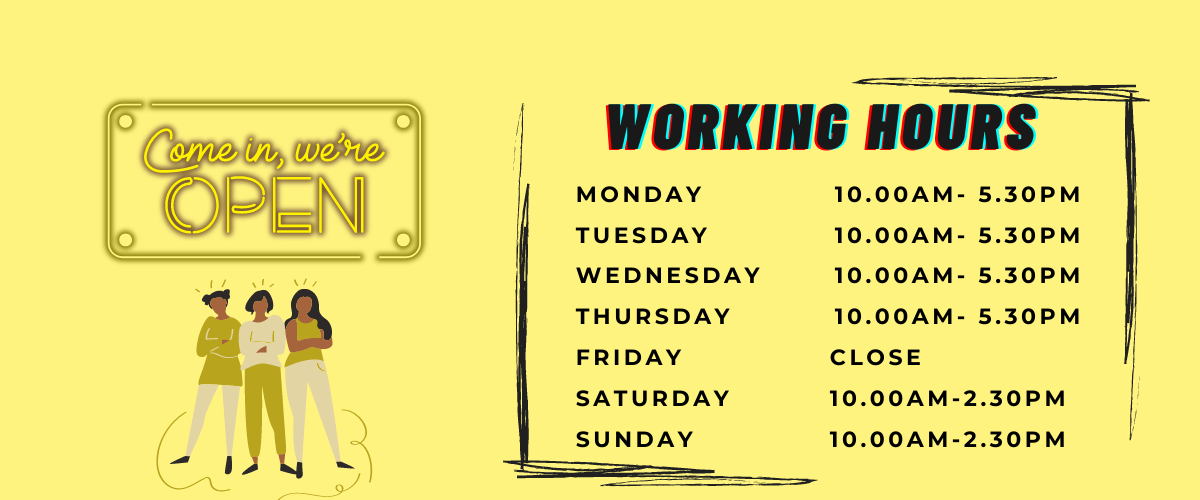 Come in, we're
OPEN
WORKING HOURS
MONDAY 10.00AM- 5.30PM
TUESDAY 10.00AM- 5.30PM
WEDNESDAY 10.00AM- 5.30PM
THURSDAY 10.00AM- 5.30PM
FRIDAY CLOSE
SATURDAY 10.00AM-2.30PM
SUNDAY 10.00AM-2.30PM